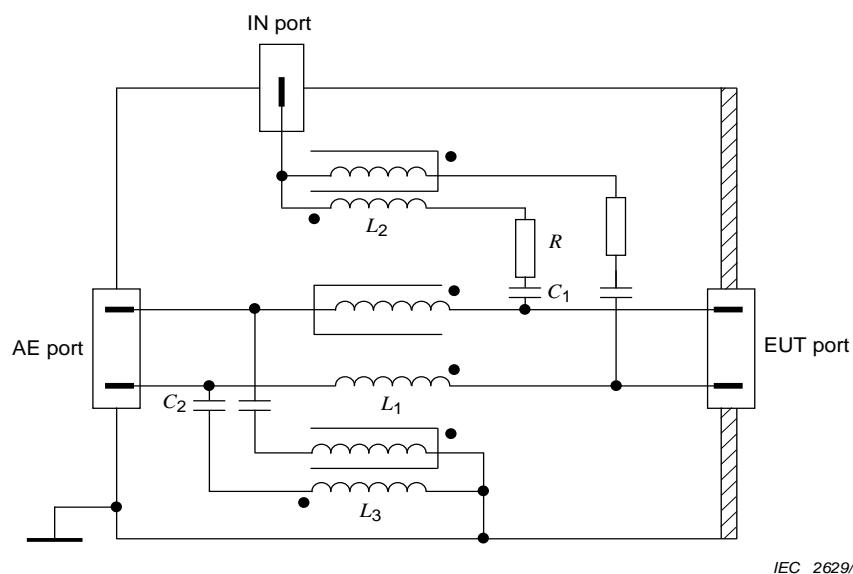 IN port
L2
R
C1
AE port
EUT port
C2
L1
L3
IEC 2629/